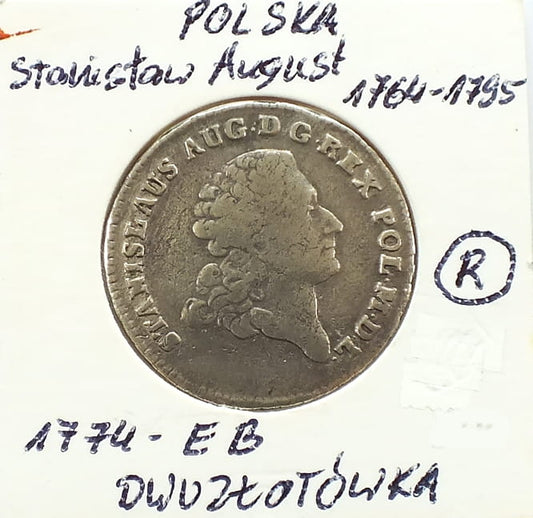 POLSKA
Stanisław August
1764-1795
STANISLAUS AUG·D·G·REX POL·M·D·L·
R
1774-EB
DWUZŁOTÓWKA